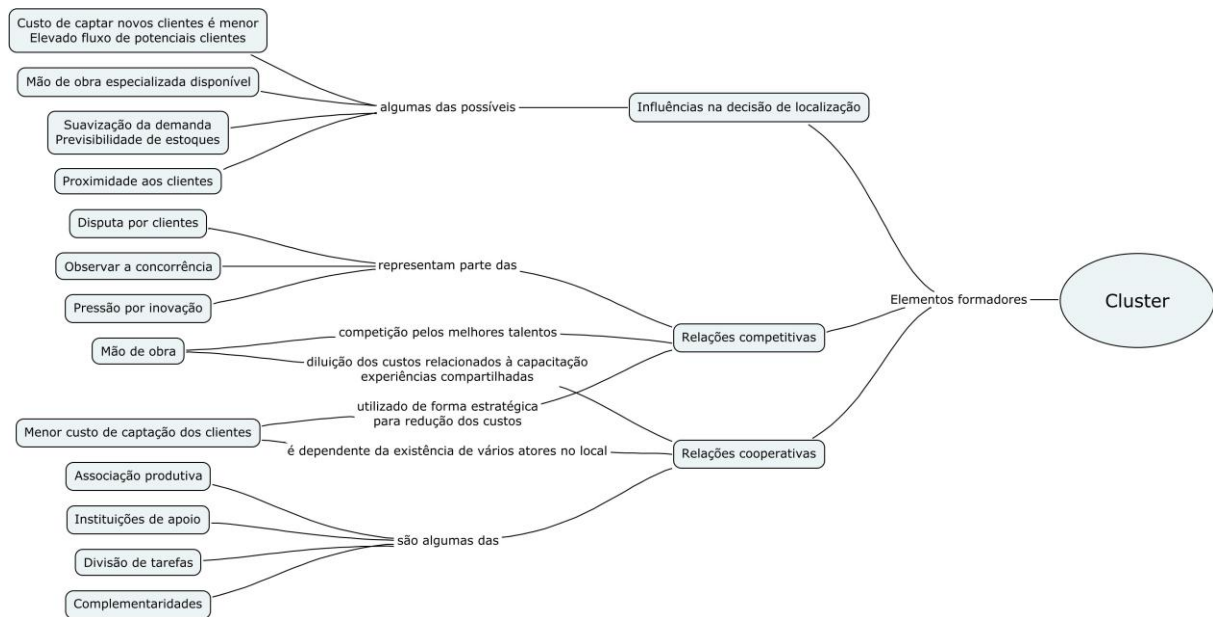 Custo de captar novos clientes é menor
Elevado fluxo de potenciais clientes
Mão de obra especializada disponível
algumas das possíveis
Influências na decisão de localização
Suavização da demanda
Previsibilidade de estoques
Proximidade aos clientes
Disputa por clientes
Observar a concorrência
representam parte das
Pressão por inovação
Elementos formadores
Cluster
Mão de obra
competição pelos melhores talentos
Relações competitivas
diluição dos custos relacionados à capacitação
experiências compartilhadas
utilizado de forma estratégica
para redução dos custos
Menor custo de captação dos clientes
é dependente da existência de vários atores no local
Relações cooperativas
Associação produtiva
Instituições de apoio
são algumas das
Divisão de tarefas
Complementaridades